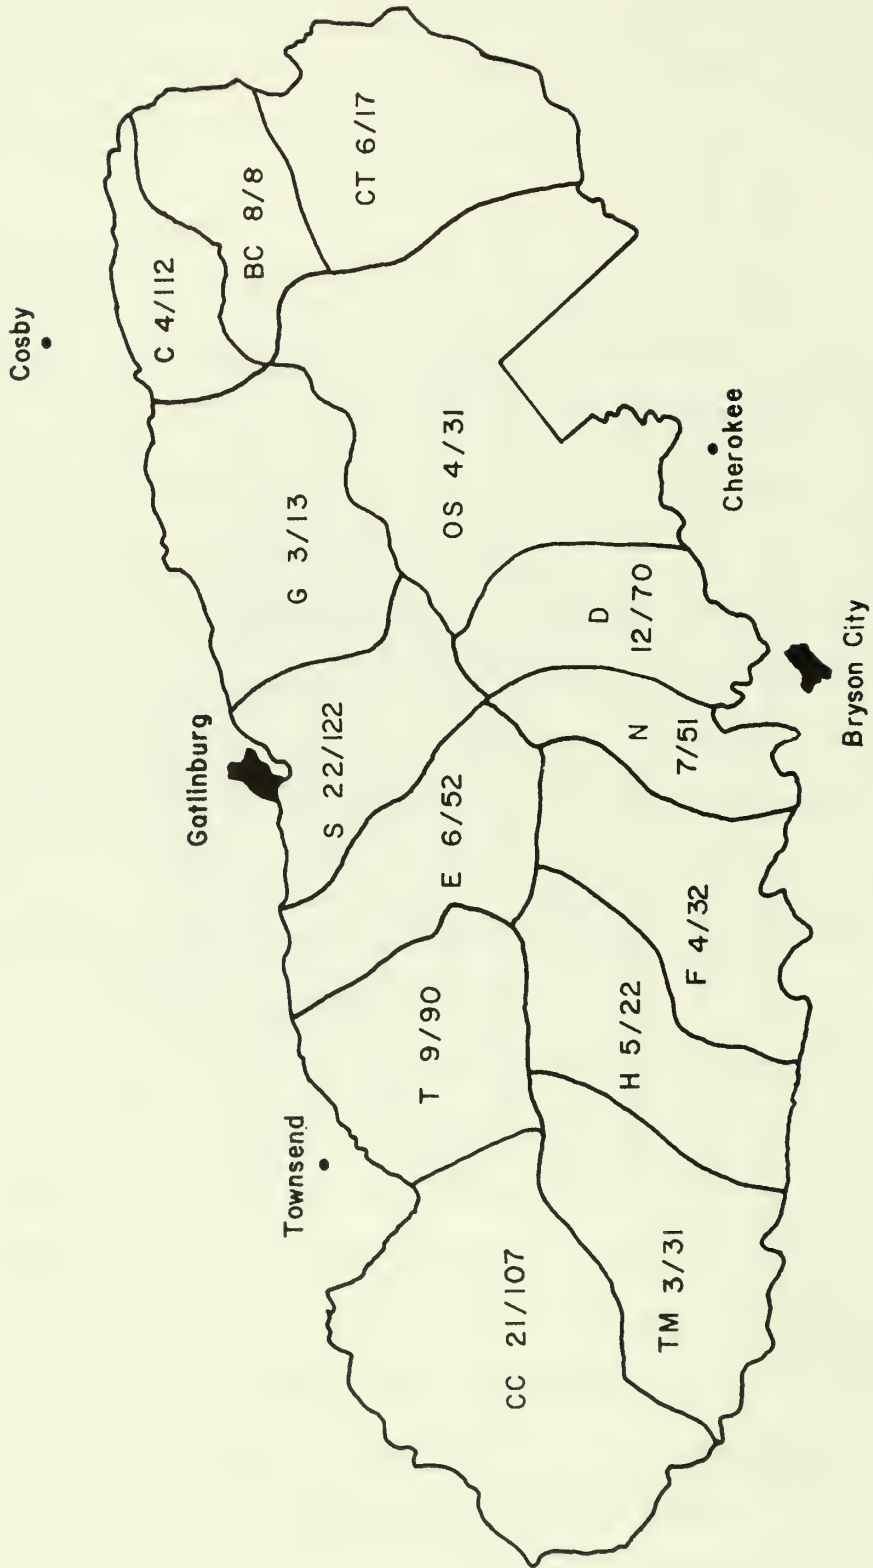 Cosby
C 4/112
BC 8/8
CT 6/17
G 3/13
OS 4/31
Cherokee
Gatlinburg
S 22/122
D
12/70
Bryson City
E 6/52
N
7/51
Townsend
T 9/90
F 4/32
H 5/22
CC 21/107
TM 3/31